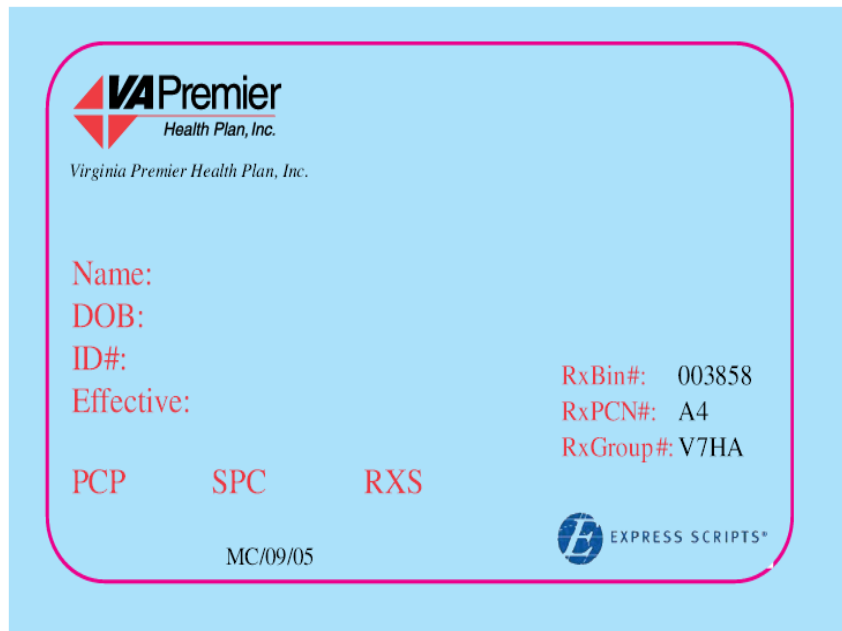 VAPremier
Health Plan, Inc.
Virginia Premier Health Plan, Inc.
Name:
DOB:
ID#:
Effective:
RxBin#: 003858
RxPCN#: A4
RxGroup#: V7HA
PCP SPC RXS
EXPRESS SCRIPTS®
MC/09/05